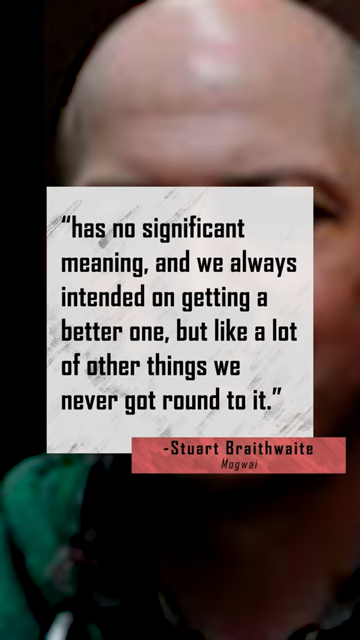 “has no significant
meaning, and we always
intended on getting a
better one, but like a lot
of other things we
never got round to it.”
-Stuart Braithwaite
Mogwai